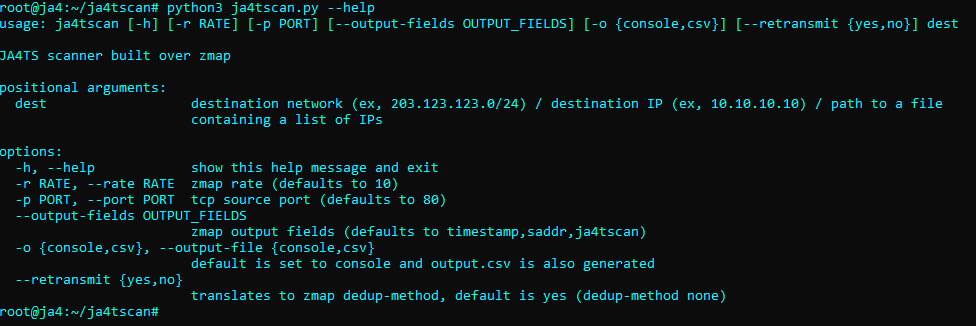 root@ja4:~/ja4tscan# python3 ja4tscan.py --help
usage: ja4tscan [-h] [-r RATE] [-p PORT] [--output-fields OUTPUT_FIELDS] [-o {console,csv}] [--retransmit {yes,no}] dest
JA4TS scanner built over zmap
positional arguments:
dest destination network (ex, 203.123.123.0/24) / destination IP (ex, 10.10.10.10) / path to a file
containing a list of IPs
options:
-h, --help show this help message and exit
-r RATE, --rate RATE zmap rate (defaults to 10)
-p PORT, --port PORT tcp source port (defaults to 80)
--output-fields OUTPUT_FIELDS
zmap output fields (defaults to timestamp,saddr,ja4tscan)
-o {console,csv}, --output-file {console,csv}
default is set to console and output.csv is also generated
--retransmit {yes,no}
translates to zmap dedup-method, default is yes (dedup-method none)
root@ja4:~/ja4tscan#